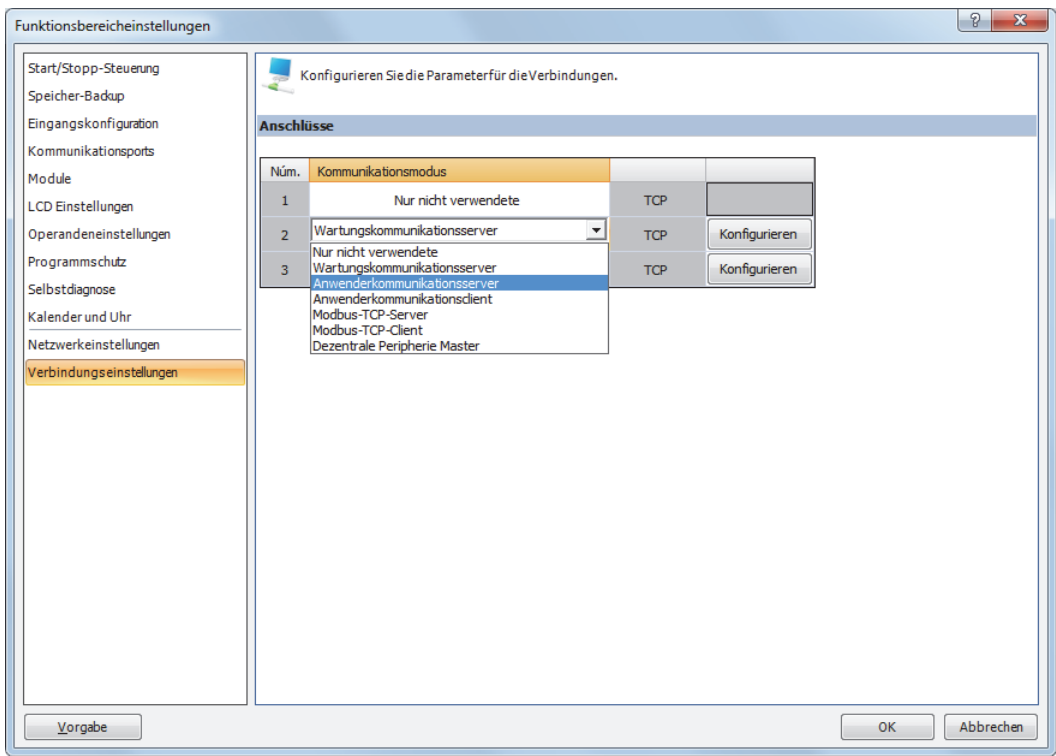 Funktionsbereicheinstellungen
Start/Stopp-Steuerung
Speicher-Backup
Eingangskonfiguration
Kommunikationsports
Module
LCD Einstellungen
Operandeneinstellungen
Programmschutz
Selbstdiagnose
Kalender und Uhr
Netzwerkeinstellungen
Verbindungseinstellungen
Konfigurieren Sie die Parameter für die Verbindungen.
Anschlüsse
Núm. Kommunikationsmodus
1 Nur nicht verwendete TCP
2 Wartungskommunikationsserver TCP Konfigurieren
3 TCP Konfigurieren
Nur nicht verwendete
Wartungskommunikationsserver
Anwenderkommunikationsserver
Anwenderkommunikationsclient
Modbus-TCP-Server
Modbus-TCP-Client
Dezentrale Peripherie Master
Vorgabe
OK Abbrechen